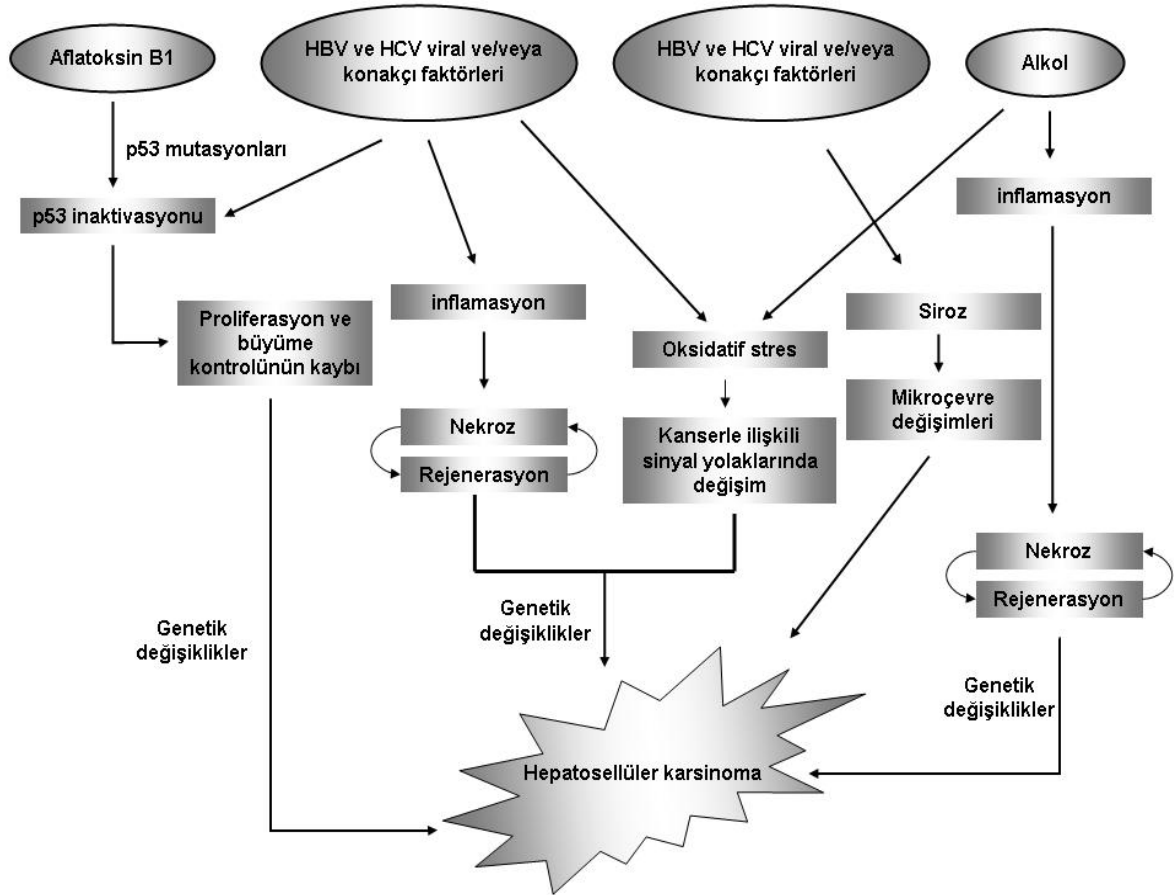 Aflatoksin B1
HBV ve HCV viral ve/veya
konakçı faktörleri
HBV ve HCV viral ve/veya
konakçı faktörleri
Alkol
p53 mutasyonları
p53 inaktivasyonu
inflamasyon
inflamasyon
Proliferasyon ve
büyüme
kontrolünün kaybı
Oksidatif stres
Siroz
Nekroz
Rejenerasyon
Kanserle ilişkili
sinyal yolaklarında
değişim
Mikroçevre
değişimleri
Nekroz
Rejenerasyon
Genetik
değişiklikler
Genetik
değişiklikler
Genetik
değişiklikler
Hepatosellüler karsinoma